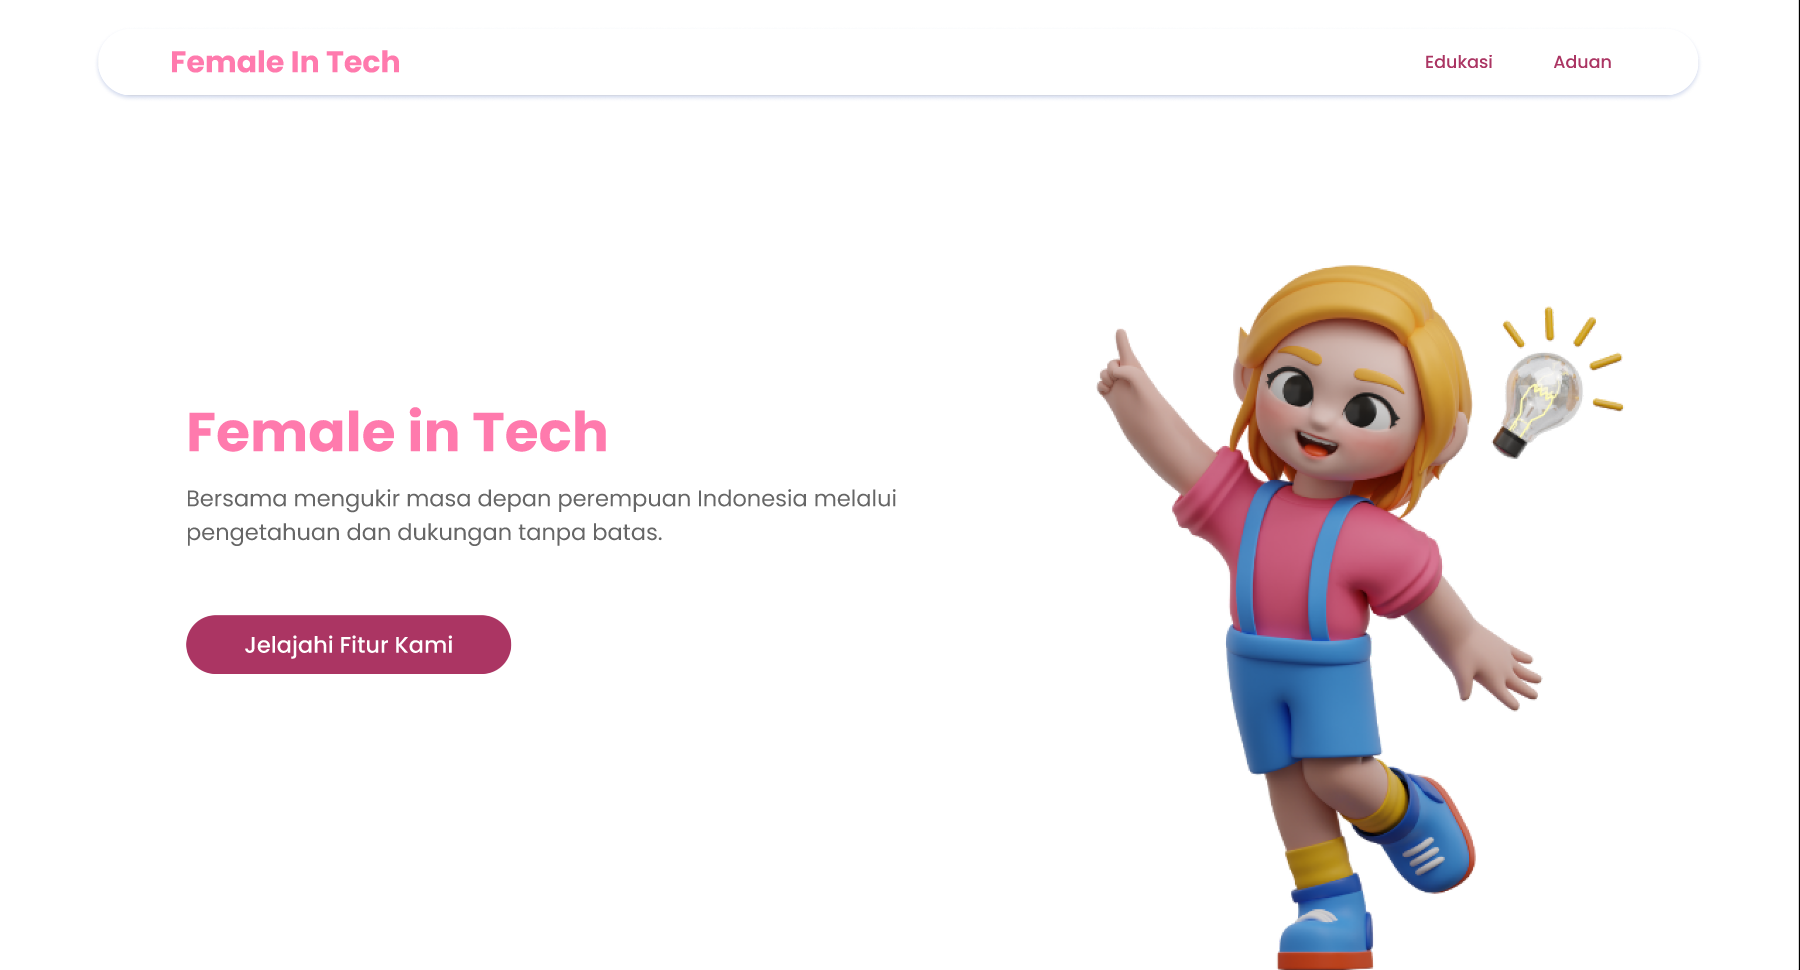 Female In Tech
Edukasi
Aduan
Female in Tech
Bersama mengukir masa depan perempuan Indonesia melalui
pengetahuan dan dukungan tanpa batas.
Jelajahi Fitur Kami